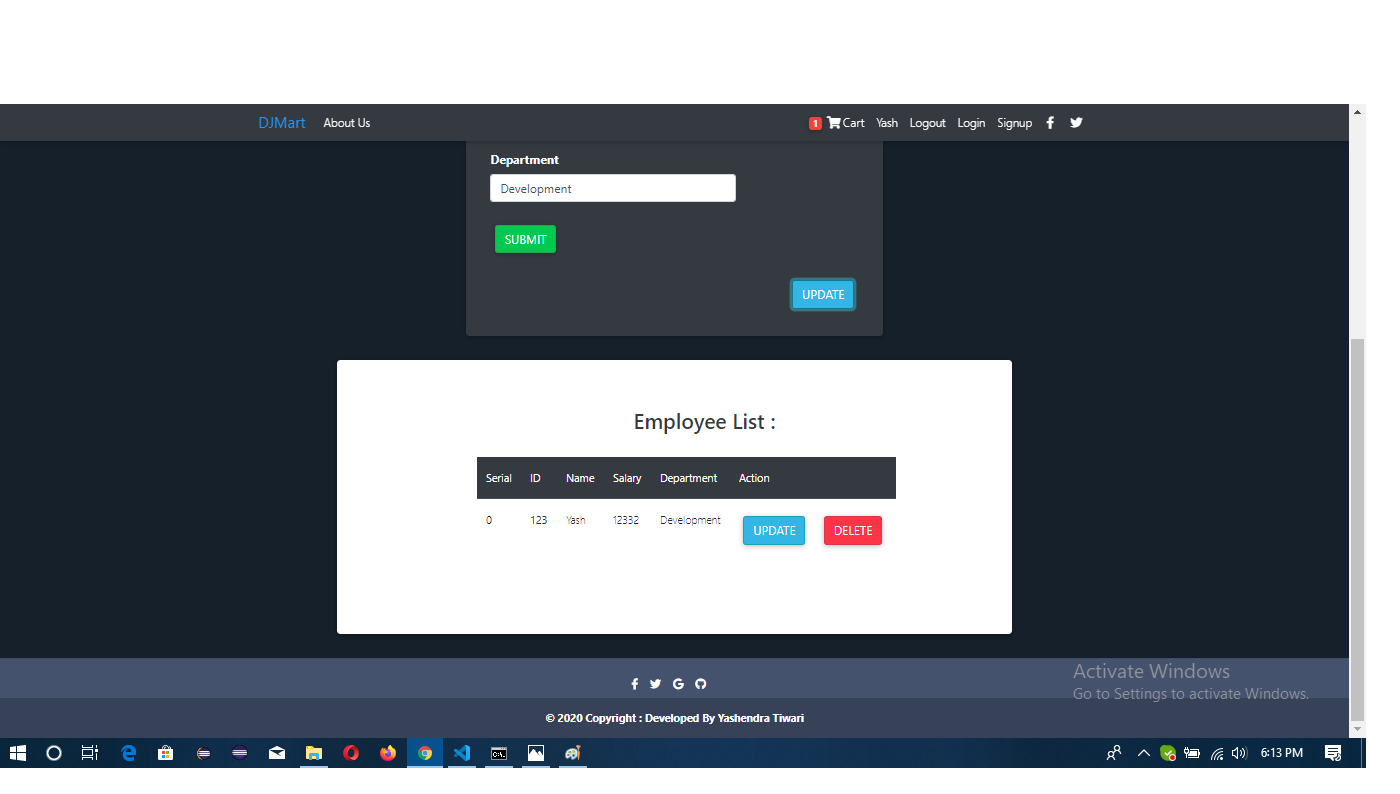 DJMart About Us 1 Cart Yash Logout Login Signup
Department
Development
SUBMIT
UPDATE
Employee List :
Serial ID Name Salary Department Action
0 123 Yash 12332 Development UPDATE DELETE
Activate Windows
Go to Settings to activate Windows.
© 2020 Copyright : Developed By Yashendra Tiwari
6:13 PM